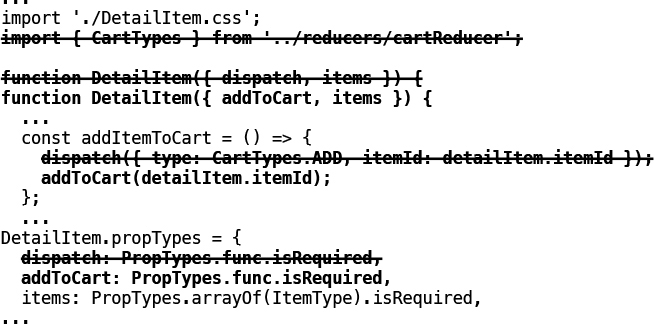 ...
import './DetailItem.css';
import { CartTypes } from '../reducers/cartReducer';
function DetailItem({ dispatch, items }) {
function DetailItem({ addToCart, items }) {
...
const addItemToCart = () => {
dispatch({ type: CartTypes.ADD, itemId: detailItem.itemId });
addToCart(detailItem.itemId);
};
...
DetailItem.propTypes = {
dispatch: PropTypes.func.isRequired,
addToCart: PropTypes.func.isRequired,
items: PropTypes.arrayOf(ItemType).isRequired,
...